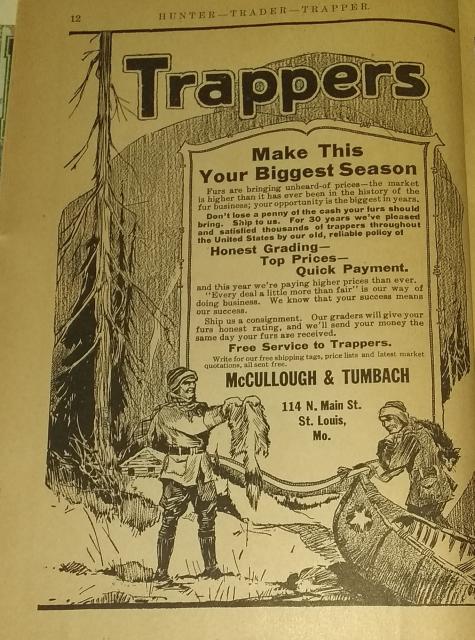 12
HUNTER—TRADER—TRAPPER.
Trappers
Make This
Your Biggest Season
Furs are bringing unheard-of prices—the market
is higher than it has ever been in the history of the
fur business; your opportunity is the biggest in years.
Don't lose a penny of the cash your furs should
bring. Ship to us. For 30 years we've pleased
and satisfied thousands of trappers throughout
the United States by our old, reliable policy of
Honest Grading—
Top Prices—
Quick Payment.
and this year we're paying higher prices than ever.
"Every deal a little more than fair" is our way of
doing business. We know that your success means
our success.
Ship us a consignment. Our graders will give your
furs honest rating, and we'll send your money the
same day your furs are received.
Free Service to Trappers.
Write for our free shipping tags, price lists and latest market
quotations, all sent free.
McCULLOUGH & TUMBACH
114 N. Main St.
St. Louis,
Mo.